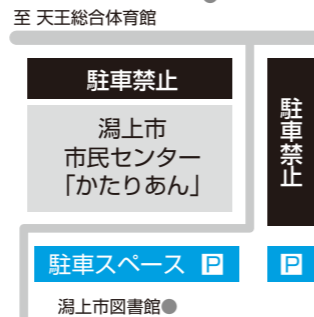 至 天王総合体育館
駐車禁止
潟上市
市民センター
「かたりあん」
駐車禁止
駐車スペース P
P
潟上市図書館●